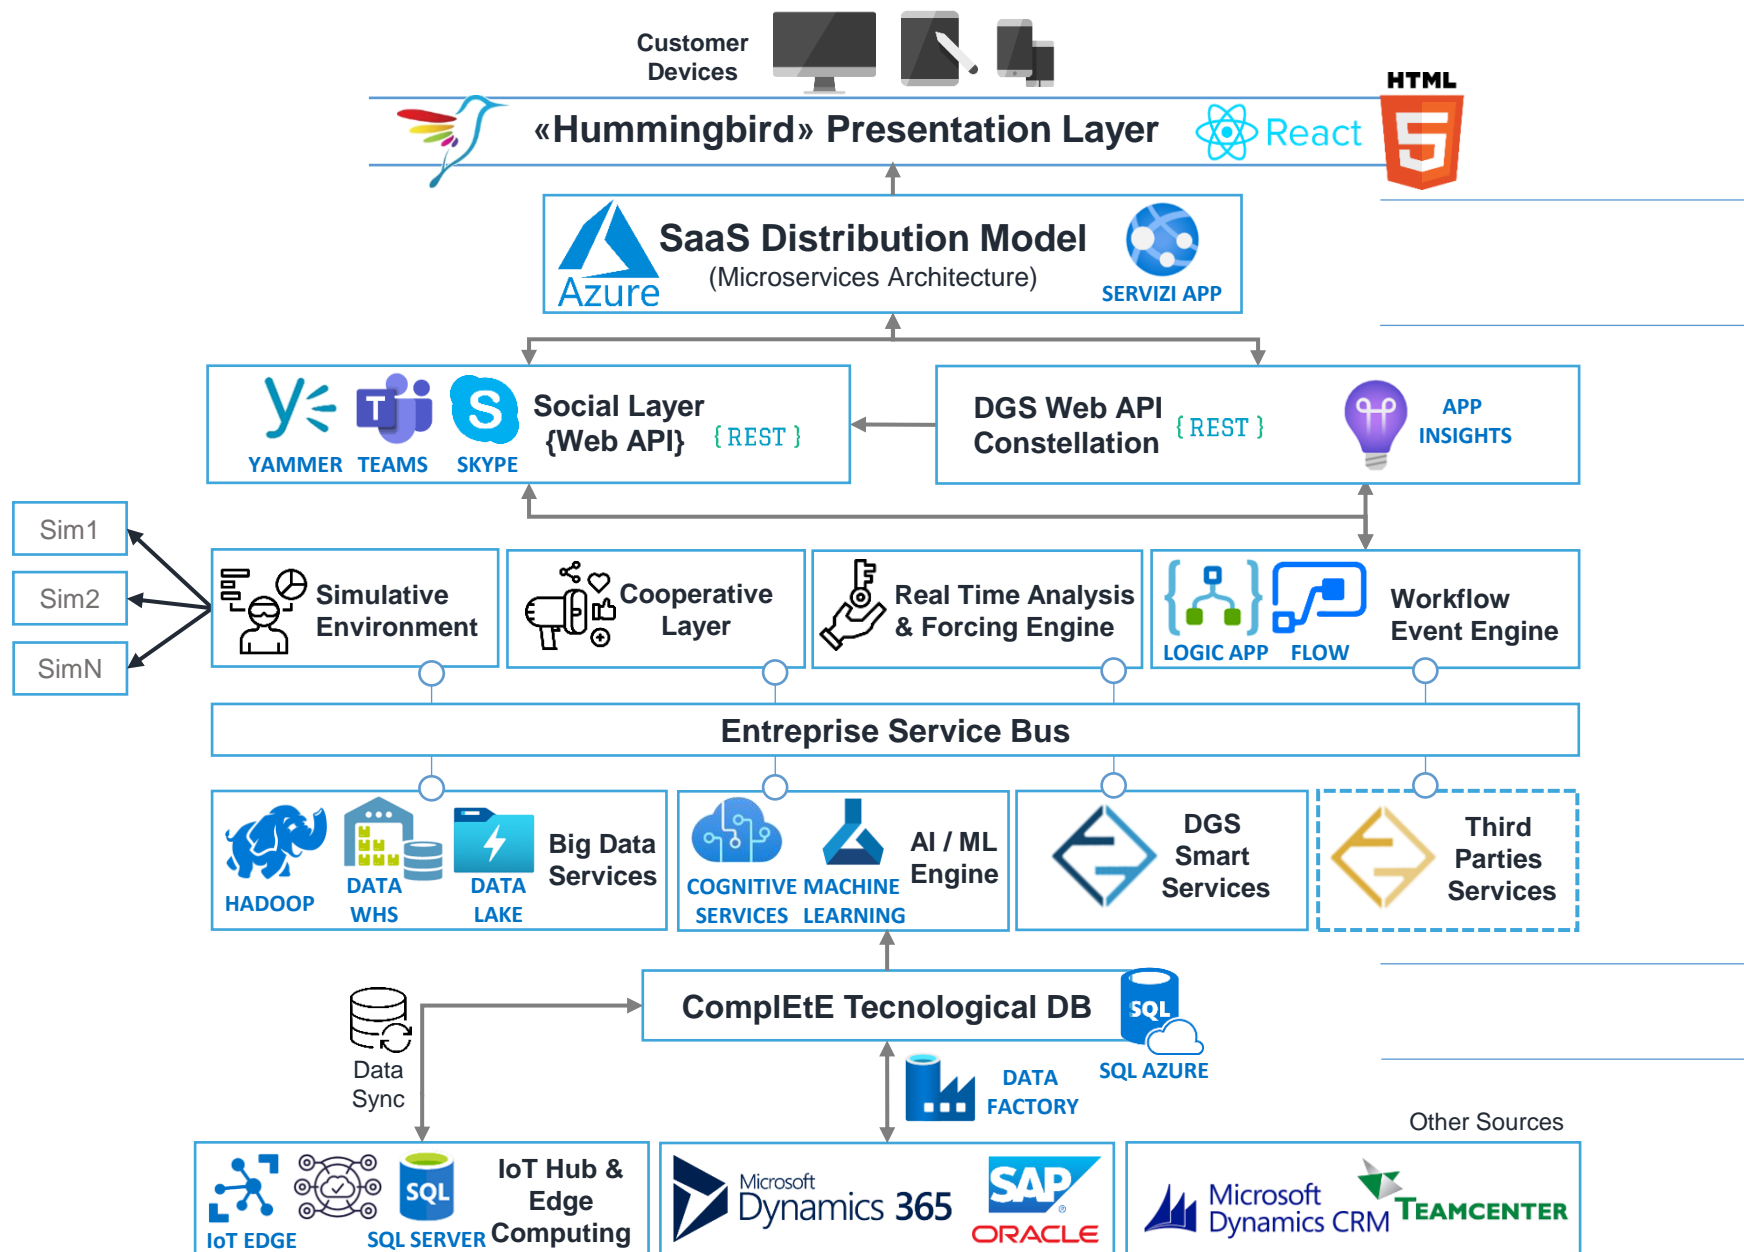 Customer
Devices
HTML
«Hummingbird» Presentation Layer
React
5
SaaS Distribution Model
(Microservices Architecture)
Azure
SERVIZI APP
Social Layer
{Web API}
{ REST }
YAMMER
TEAMS
SKYPE
DGS Web API
Constellation
{ REST }
APP
INSIGHTS
Sim1
Sim2
SimN
Simulative
Environment
Cooperative
Layer
Real Time Analysis
& Forcing Engine
LOGIC APP
FLOW
Workflow
Event Engine
Entreprise Service Bus
HADOOP
DATA
WHS
DATA
LAKE
Big Data
Services
COGNITIVE
SERVICES
MACHINE
LEARNING
AI / ML
Engine
DGS
Smart
Services
Third
Parties
Services
ComplEtE Tecnological DB
SQL
SQL AZURE
Data
Sync
DATA
FACTORY
Other Sources
IoT EDGE
SQL
SQL SERVER
IoT Hub &
Edge
Computing
Microsoft
Dynamics 365
SAP
ORACLE
Microsoft
Dynamics CRM
TEAMCENTER